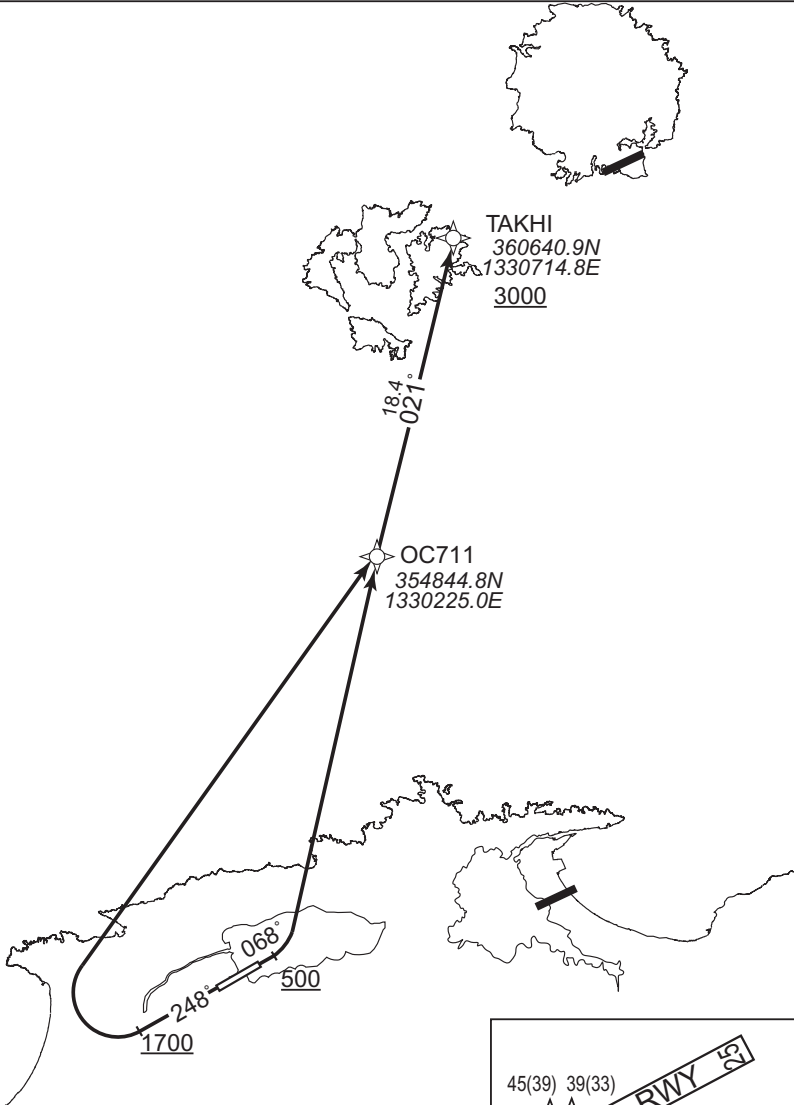 TAKHI
360640.9N
1330714.8E
3000
18.4
021°
OC711
354844.8N
1330225.0E
068°
500
248°
1700
45(39) 39(33)
RWY 25